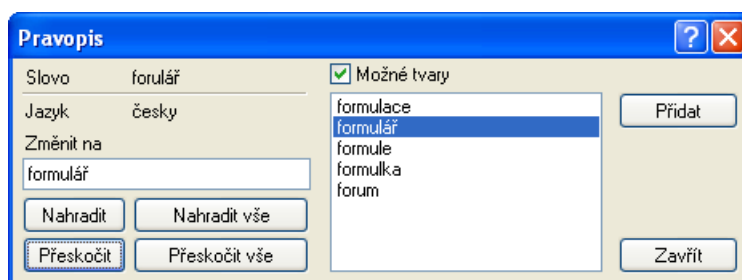 Pravopis
Slovo forulář
Jazyk česky
Změnit na
formulář
Nahradit Nahradit vše
Přeskočit Přeskočit vše
Možné tvary
formulace
formulář
formule
formulka
forum
Přidat
Zavřít